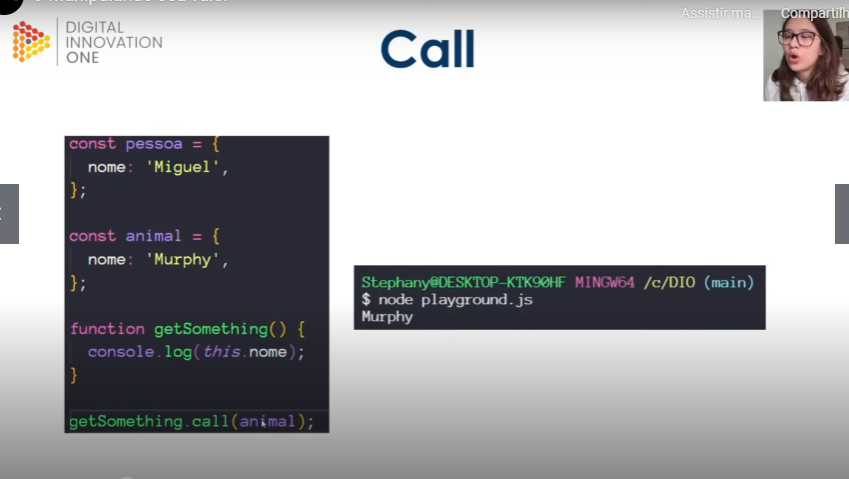 Assistir ma...
Compartilh
DIGITAL
INNOVATION
ONE
Call
const pessoa = {
nome: 'Miguel',
};
const animal = {
nome: 'Murphy',
};
function getSomething() {
console.log(this.nome);
}
getSomething.call(animal);
Stephany@DESKTOP-KTK90HF MINGW64 /c/DIO (main)
$ node playground.js
Murphy